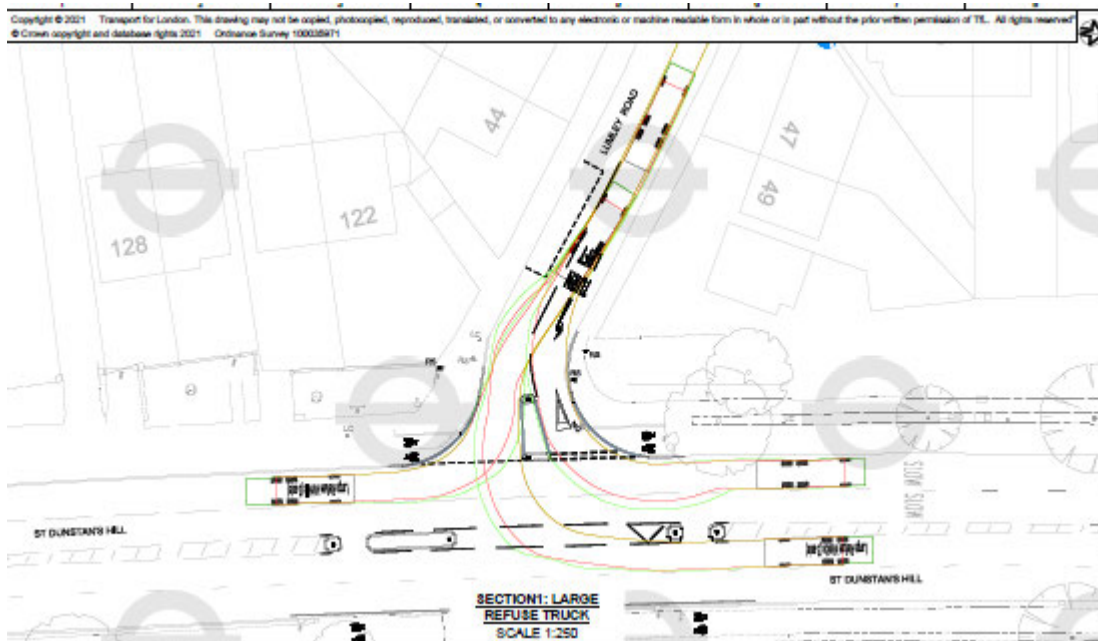 Copyright © 2021 Transport for London. This drawing may not be copied, photocopied, reproduced, translated, or converted to any electronic or machine readable form in whole or in part without the prior written permission of TfL. All rights reserved
© Crown copyright and database rights 2021 Ordnance Survey 100035971
44
LUMLEY ROAD
47
49
122
128
SLOW SLOW
ST DUNSTAN'S HILL
ST DUNSTAN'S HILL
SECTION1: LARGE
REFUSE TRUCK
SCALE 1:250